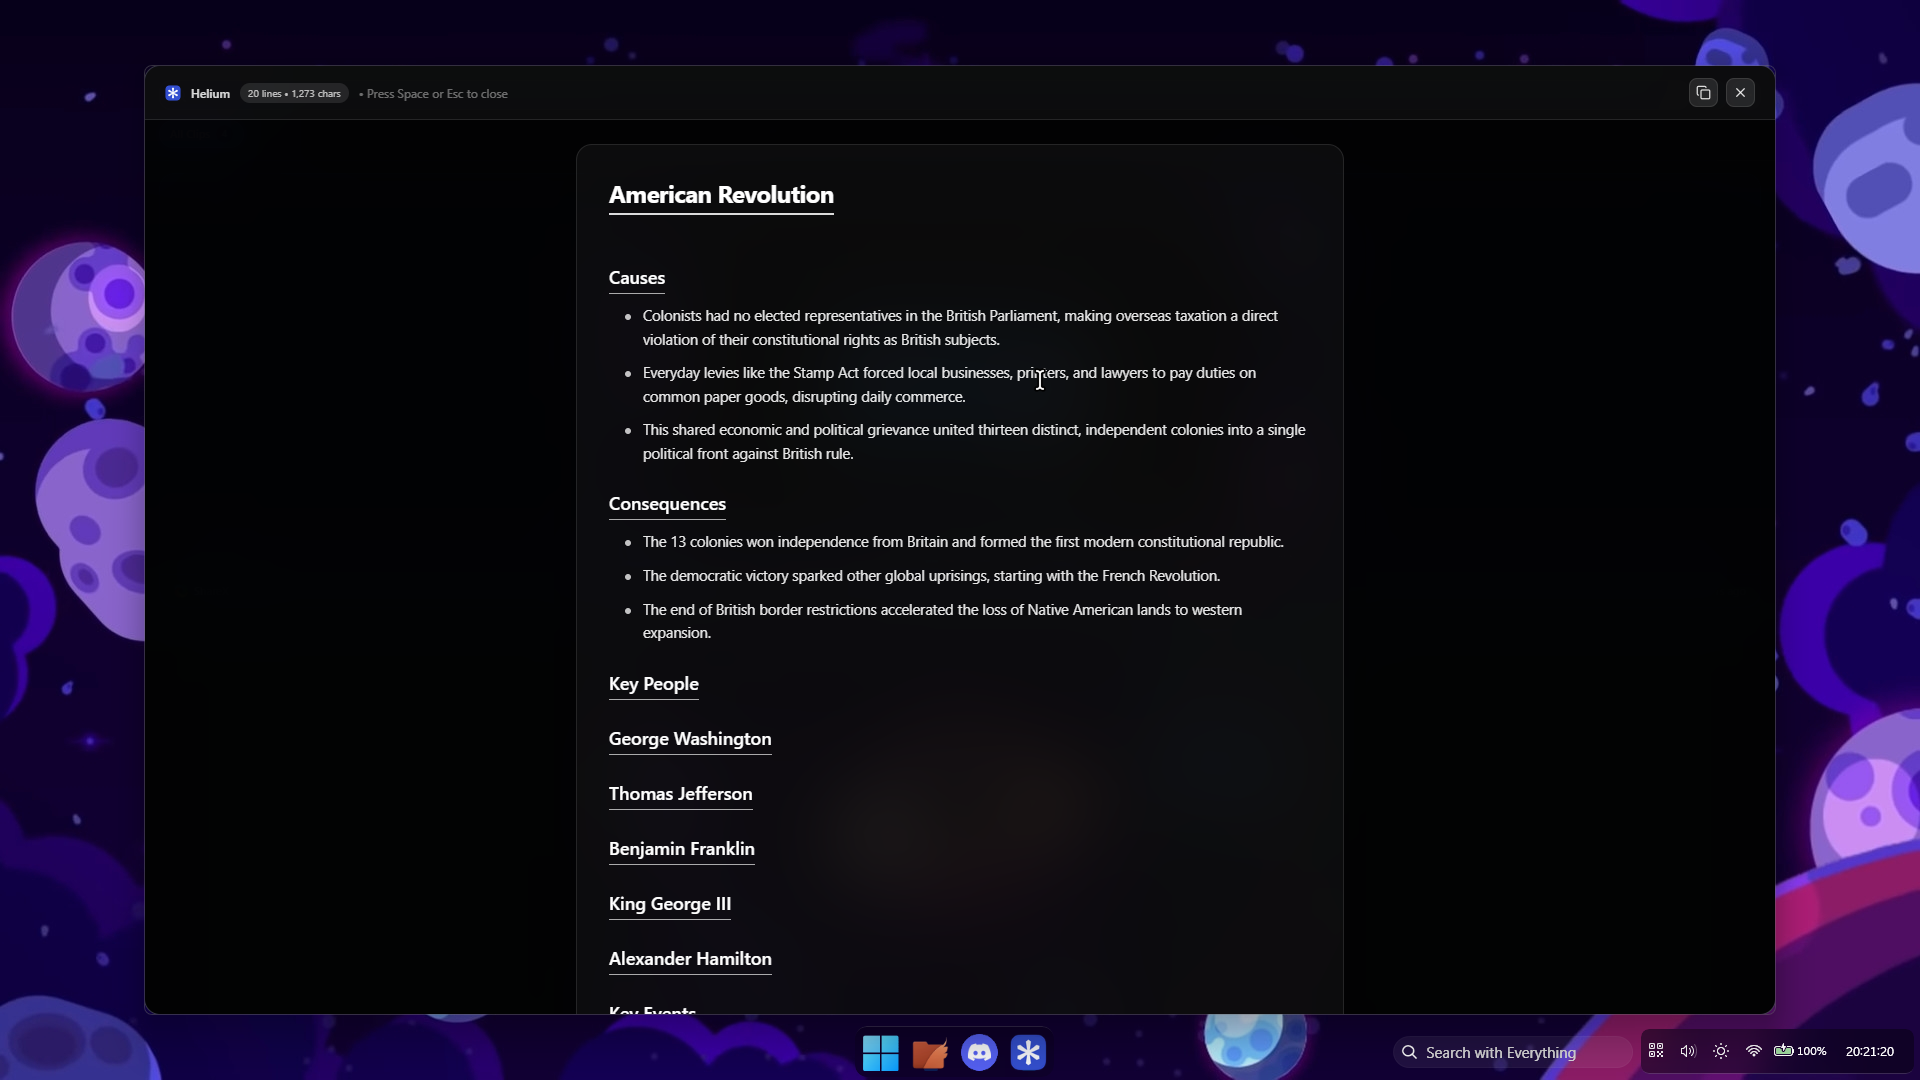 Helium
20 lines • 1,273 chars
• Press Space or Esc to close
American Revolution
Causes
• Colonists had no elected representatives in the British Parliament, making overseas taxation a direct
violation of their constitutional rights as British subjects.
• Everyday levies like the Stamp Act forced local businesses, printers, and lawyers to pay duties on
common paper goods, disrupting daily commerce.
• This shared economic and political grievance united thirteen distinct, independent colonies into a single
political front against British rule.
Consequences
• The 13 colonies won independence from Britain and formed the first modern constitutional republic.
• The democratic victory sparked other global uprisings, starting with the French Revolution.
• The end of British border restrictions accelerated the loss of Native American lands to western
expansion.
Key People
George Washington
Thomas Jefferson
Benjamin Franklin
King George III
Alexander Hamilton
Key Events
Search with Everything
100%
20:21:20